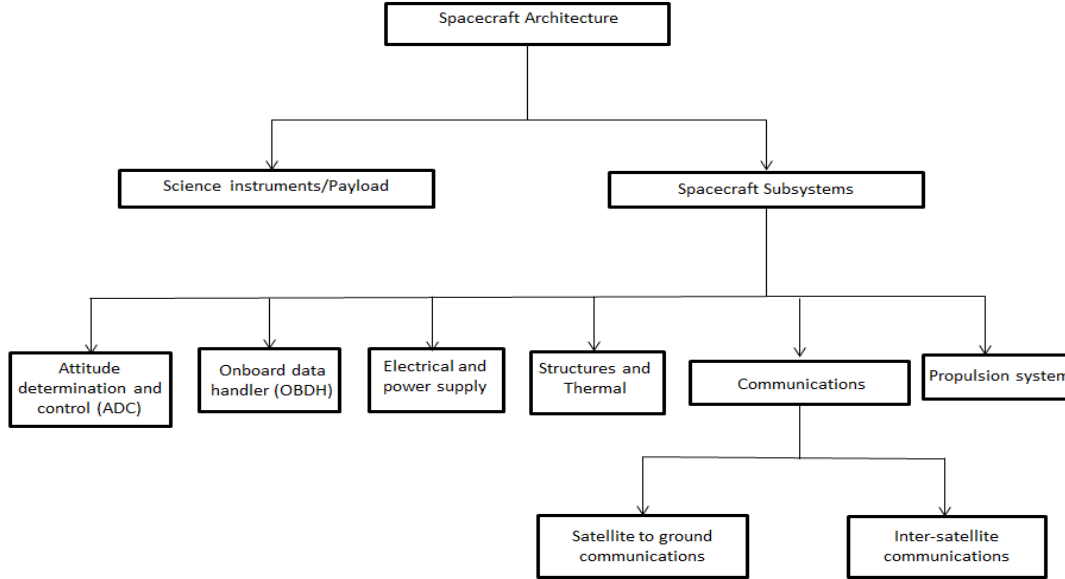 Spacecraft Architecture
Science instruments/Payload
Spacecraft Subsystems
Attitude
determination and
control (ADC)
Onboard data
handler (OBDH)
Electrical and
power supply
Structures and
Thermal
Communications
Propulsion system
Satellite to ground
communications
Inter-satellite
communications